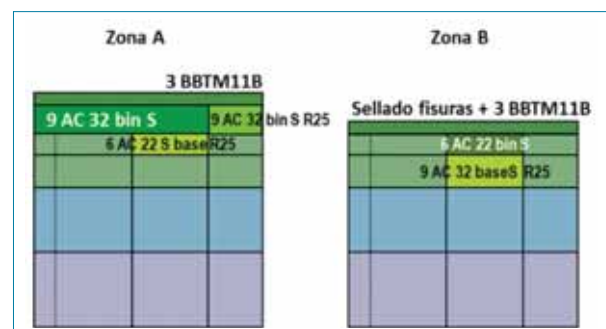 Zona A
Zona B
3 BBTM11B
Sellado fisuras + 3 BBTM11B
9 AC 32 bin S
9 AC 32 bin S R25
6 AC 22 S base R25
6 AC 22 bin S
9 AC 32 baseS R25